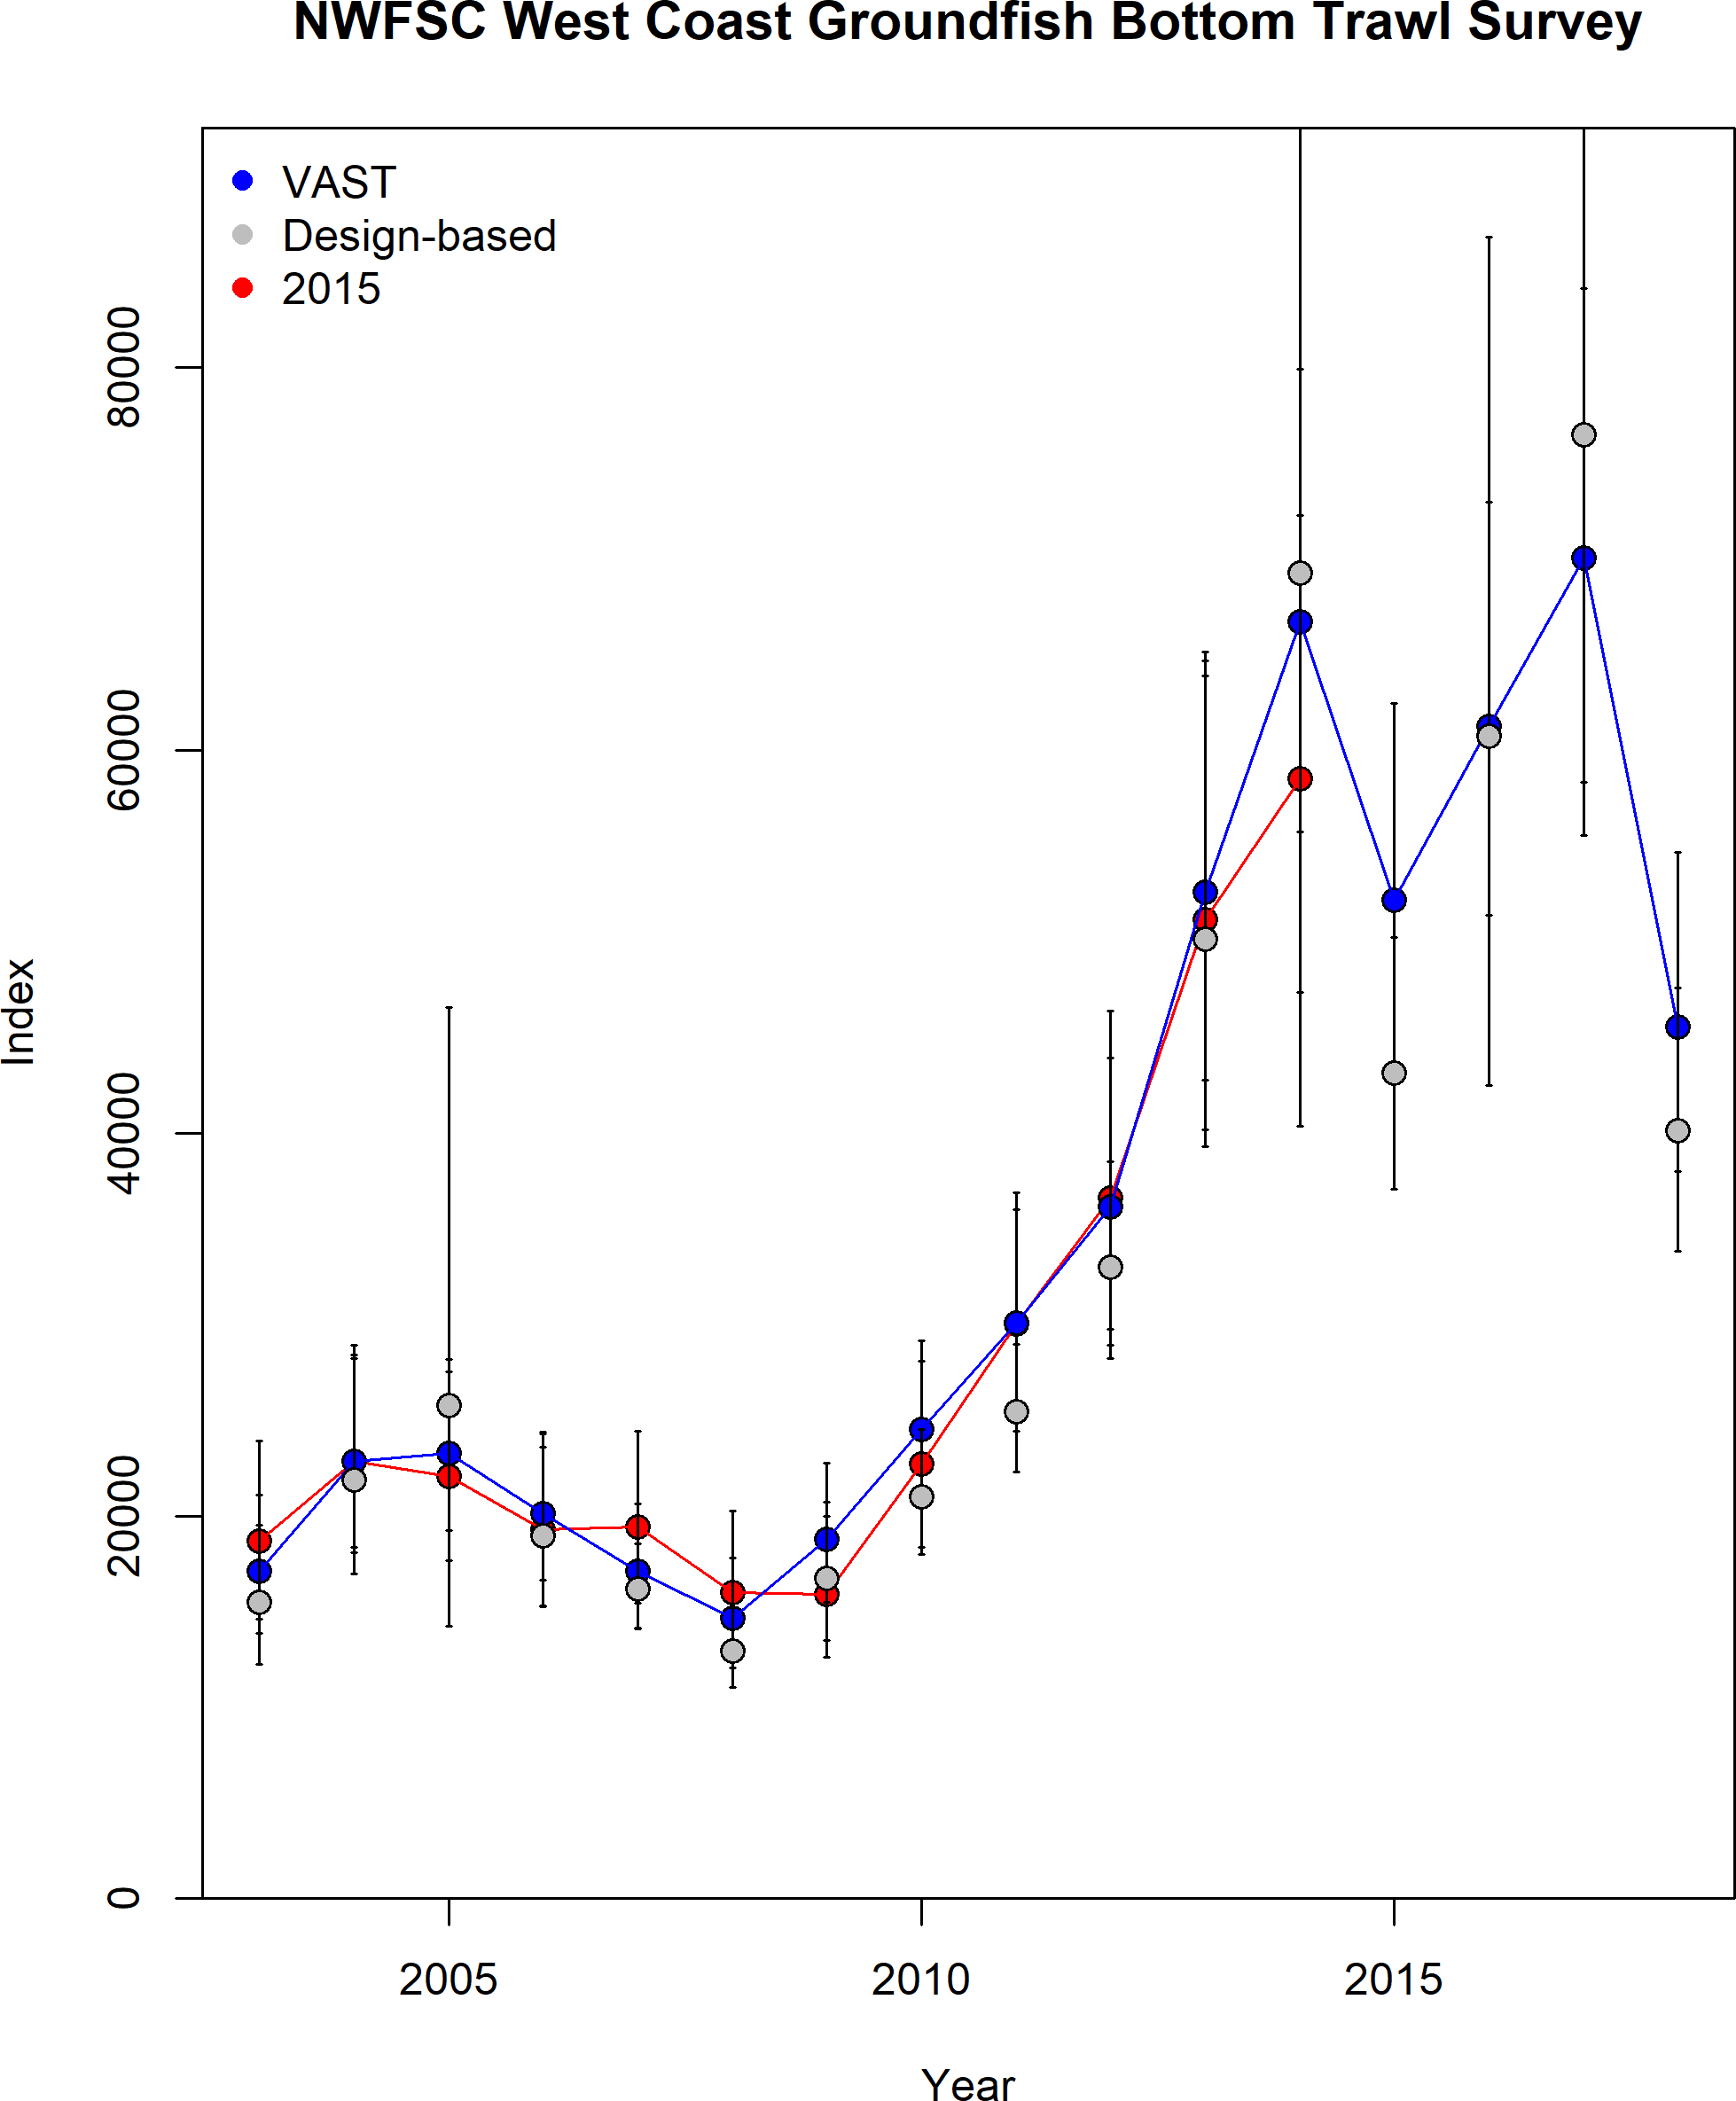 NWFSC West Coast Groundfish Bottom Trawl Survey
VAST
Design-based
2015
80000
60000
40000
20000
0
Index
2005
2010
2015
Year